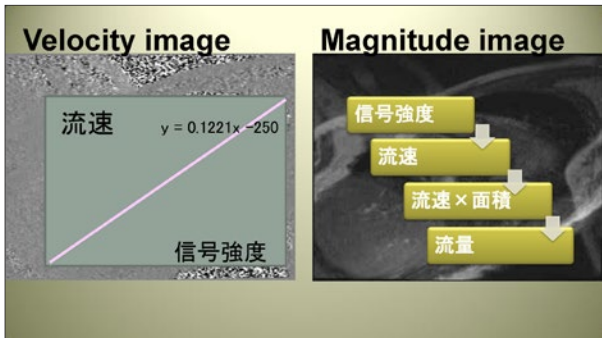 Velocity image
流速
y = 0.1221x -250
信号強度
Magnitude image
信号強度
流速
流速×面積
流量